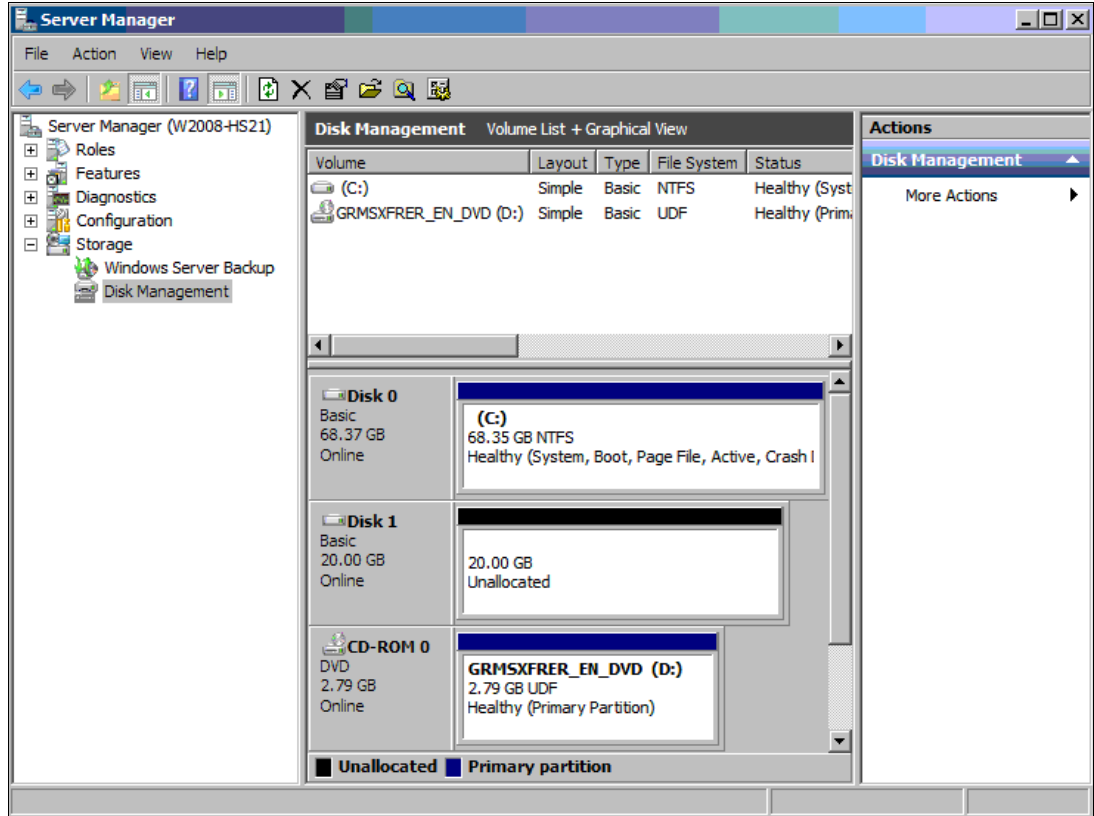 Server Manager
File Action View Help
Server Manager (W2008-HS21)
Roles
Features
Diagnostics
Configuration
Storage
Windows Server Backup
Disk Management
Disk Management Volume List + Graphical View
Volume Layout Type File System Status
(C:) Simple Basic NTFS Healthy (Syst
GRMSXFRER_EN_DVD (D:) Simple Basic UDF Healthy (Prima
Disk 0
Basic
68.37 GB
Online
(C:)
68.35 GB NTFS
Healthy (System, Boot, Page File, Active, Crash
Disk 1
Basic
20.00 GB
Online
20.00 GB
Unallocated
CD-ROM 0
DVD
2.79 GB
Online
GRMSXFRER_EN_DVD (D:)
2.79 GB UDF
Healthy (Primary Partition)
Unallocated Primary partition
Actions
Disk Management
More Actions